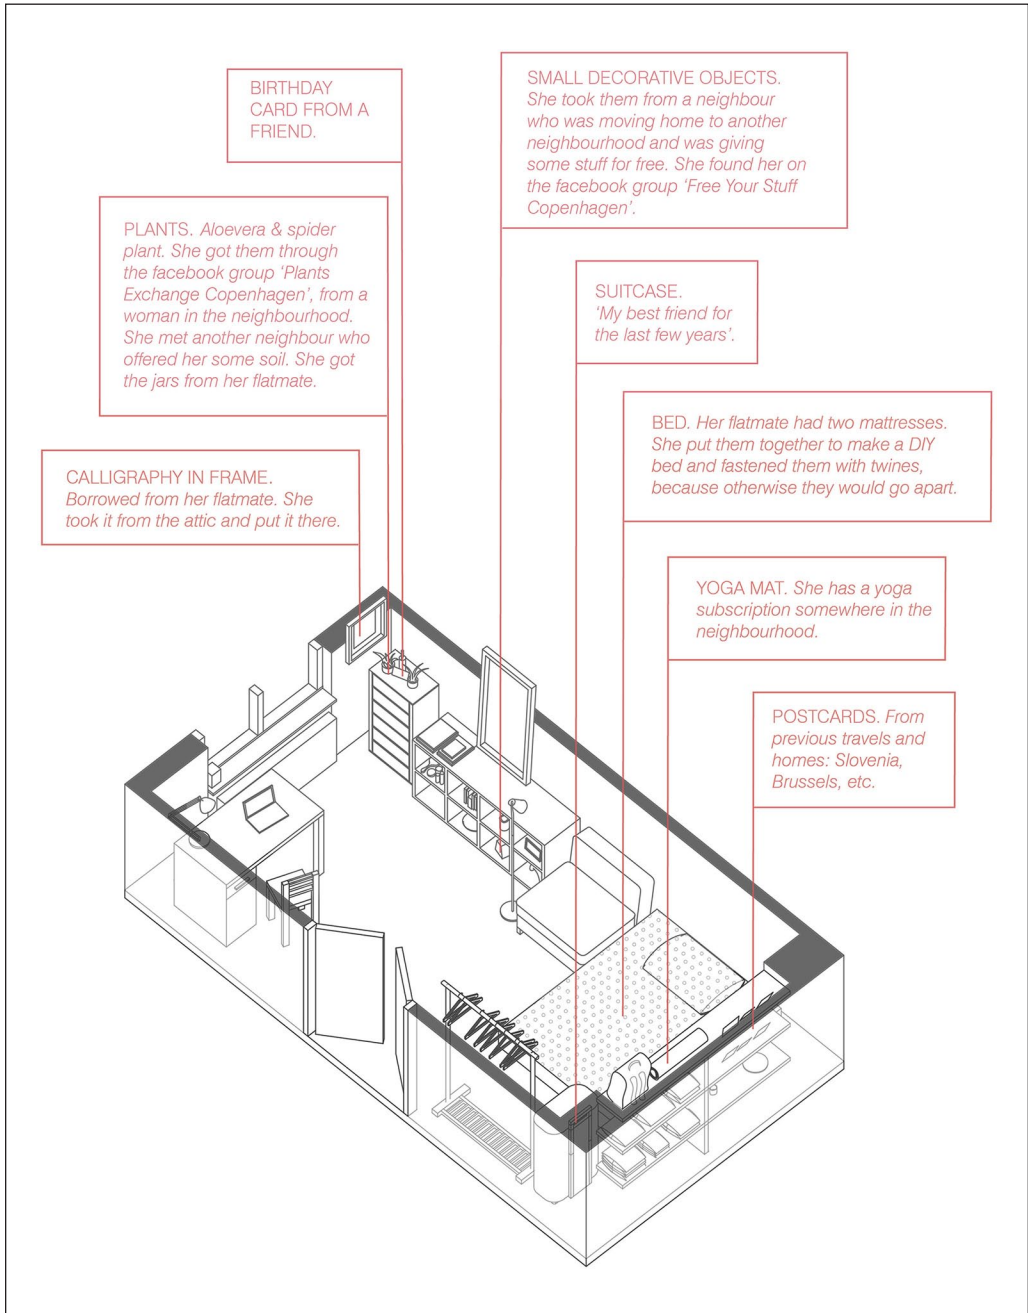 BIRTHDAY
CARD FROM A
FRIEND.
SMALL DECORATIVE OBJECTS.
She took them from a neighbour
who was moving home to another
neighbourhood and was giving
some stuff for free. She found her on
the facebook group ‘Free Your Stuff
Copenhagen’.
PLANTS. Aloevera & spider
plant. She got them through
the facebook group ‘Plants
Exchange Copenhagen’, from a
woman in the neighbourhood.
She met another neighbour who
offered her some soil. She got
the jars from her flatmate.
SUITCASE.
‘My best friend for
the last few years’.
BED. Her flatmate had two mattresses.
She put them together to make a DIY
bed and fastened them with twines,
because otherwise they would go apart.
CALLIGRAPHY IN FRAME.
Borrowed from her flatmate. She
took it from the attic and put it there.
YOGA MAT. She has a yoga
subscription somewhere in the
neighbourhood.
POSTCARDS. From
previous travels and
homes: Slovenia,
Brussels, etc.